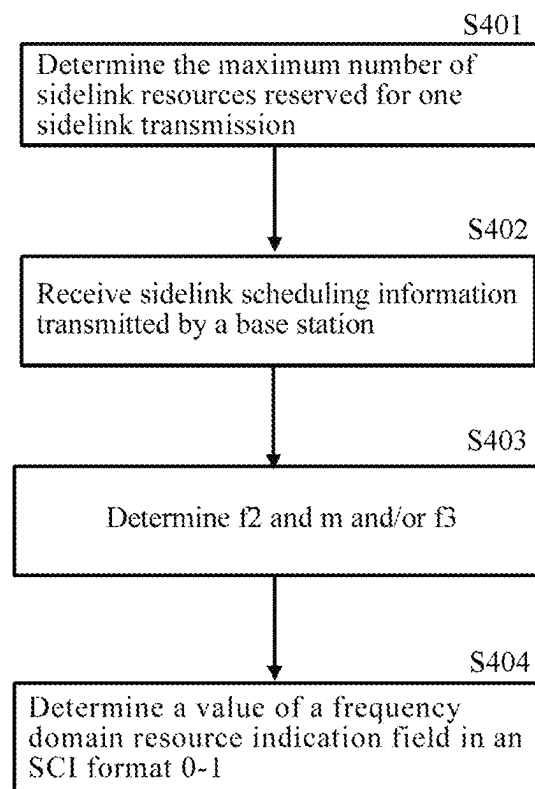 S401
Determine the maximum number of
sidelink resources reserved for one
sidelink transmission
S402
Receive sidelink scheduling information
transmitted by a base station
S403
Determine f2 and m and/or f3
S404
Determine a value of a frequency
domain resource indication field in an
SCI format 0-1